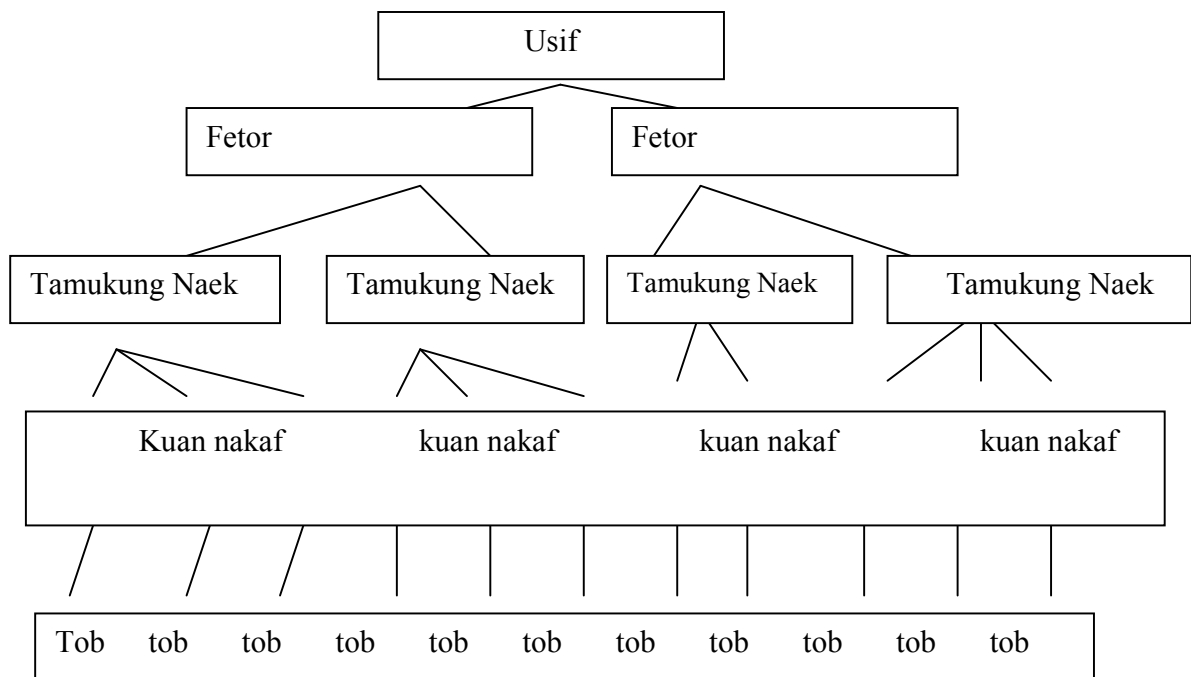 Usif
Fetor Fetor
Tamukung Naek Tamukung Naek Tamukung Naek Tamukung Naek
Kuan nakaf kuan nakaf kuan nakaf kuan nakaf
Tob tob tob tob tob tob tob tob tob tob tob